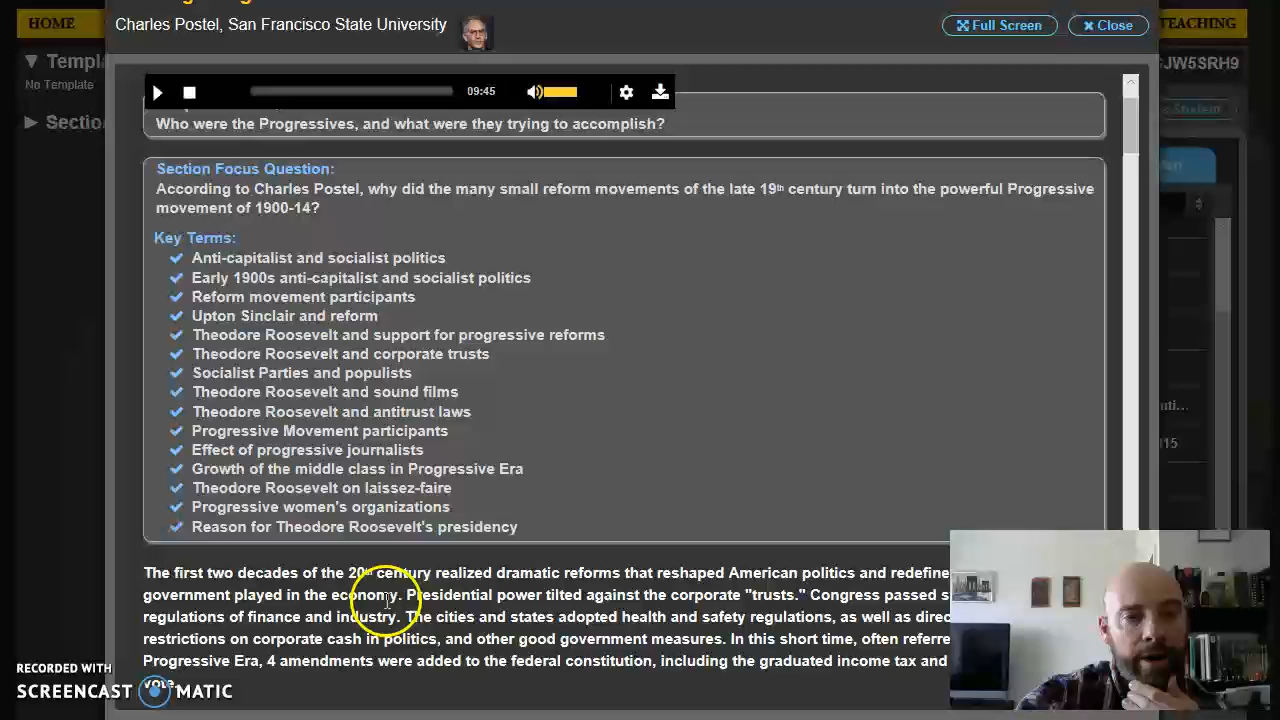 HOME
TEACHING
Charles Postel, San Francisco State University
Full Screen
Close
No Template
JW5SRH9
09:45
Who were the Progressives, and what were they trying to accomplish?
Section Focus Question:
According to Charles Postel, why did the many small reform movements of the late 19th century turn into the powerful Progressive
movement of 1900-14?
Key Terms:
Anti-capitalist and socialist politics
Early 1900s anti-capitalist and socialist politics
Reform movement participants
Upton Sinclair and reform
Theodore Roosevelt and support for progressive reforms
Theodore Roosevelt and corporate trusts
Socialist Parties and populists
Theodore Roosevelt and sound films
Theodore Roosevelt and antitrust laws
Progressive Movement participants
Effect of progressive journalists
Growth of the middle class in Progressive Era
Theodore Roosevelt on laissez-faire
Progressive women's organizations
Reason for Theodore Roosevelt's presidency
The first two decades of the 20th century realized dramatic reforms that reshaped American politics and redefine
government played in the economy. Presidential power tilted against the corporate "trusts." Congress passed s
regulations of finance and industry. The cities and states adopted health and safety regulations, as well as direc
restrictions on corporate cash in politics, and other good government measures. In this short time, often referre
Progressive Era, 4 amendments were added to the federal constitution, including the graduated income tax and
vote.
RECORDED WITH
SCREENCAST MATIC